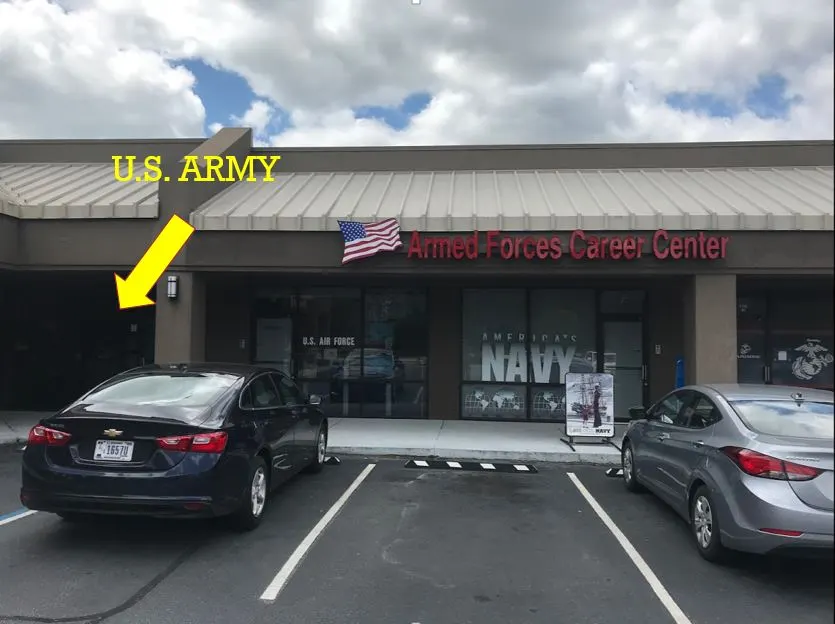 U.S. ARMY
Armed Forces Career Center
U.S. AIR FORCE
AMERICA'S
NAVY
NAVY